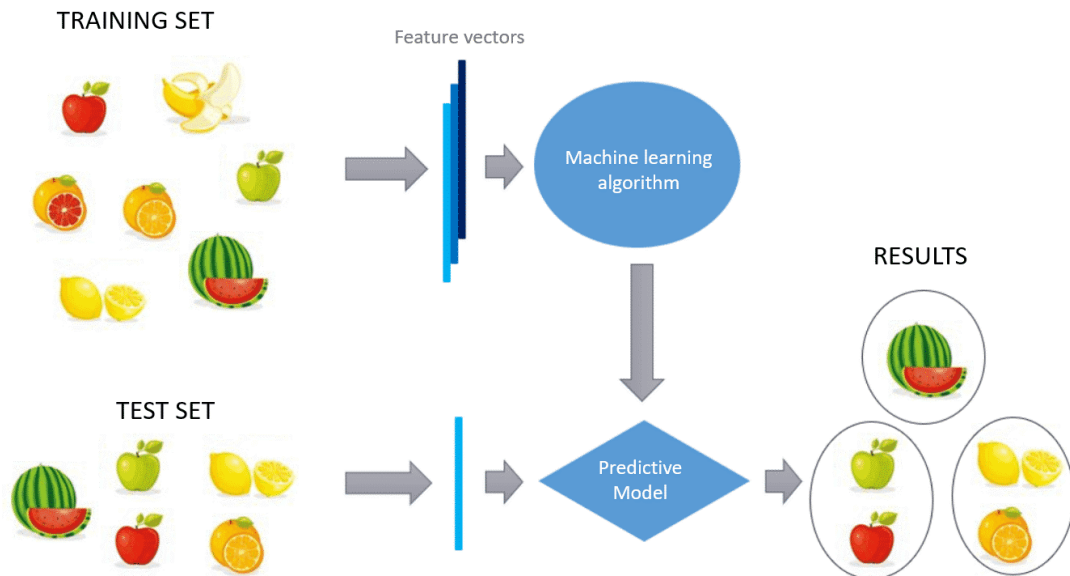 TRAINING SET
Feature vectors
Machine learning
algorithm
RESULTS
TEST SET
Predictive
Model